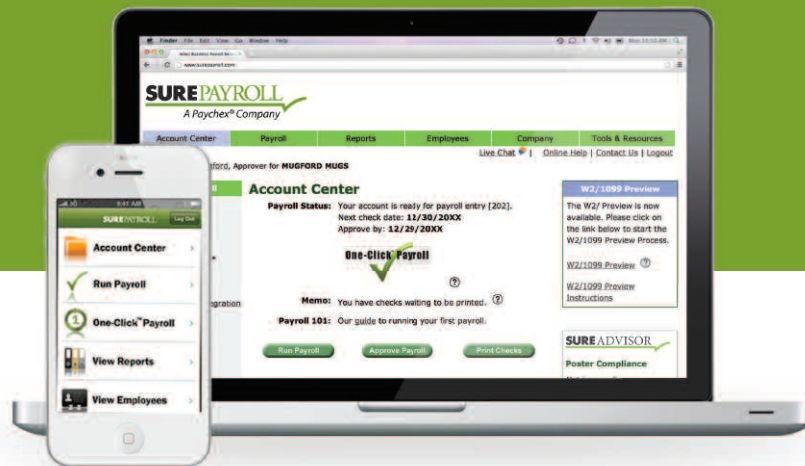 Finder File Edit View Go Window Help
www.surepayroll.com
SUREPAYROLL
A Paychex® Company
Account Center Payroll Reports Employees Company Tools & Resources
Live Chat | Online Help | Contact Us | Logout
ford, Approver for MUGFORD MUGS
Account Center
Payroll Status: Your account is ready for payroll entry [202].
Next check date: 12/30/20XX
Approve by: 12/29/20XX
One-Click Payroll
Memo: You have checks waiting to be printed.
Payroll 101: Our guide to running your first payroll.
Run Payroll Approve Payroll Print Checks
W2/1099 Preview
The W2/ Preview is now
available. Please click on
the link below to start the
W2/1099 Preview Process.
W2/1099 Preview
W2/1099 Preview
Instructions
SUREADVISOR
Poster Compliance
egration
9:41 AM
SUREPAYROLL Log Out
Account Center
Run Payroll
1 One-Click™ Payroll
View Reports
View Employees